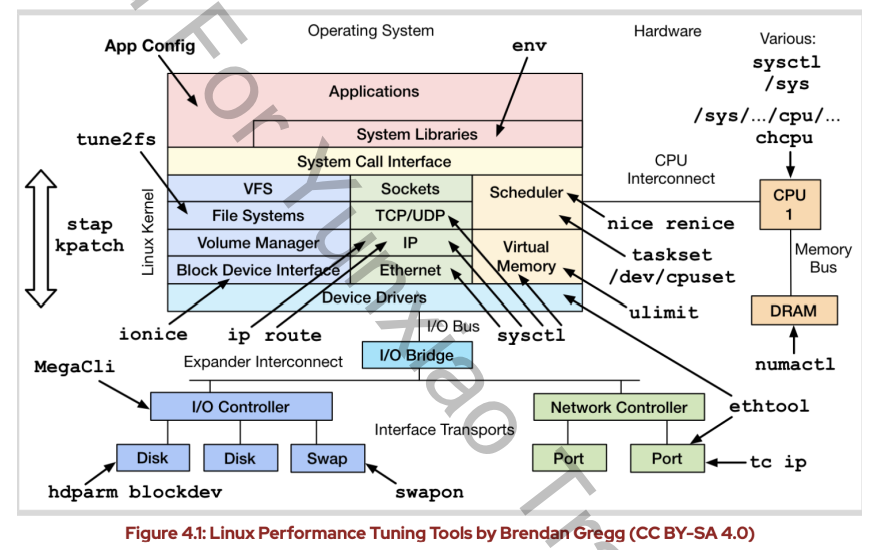 Operating System
Hardware
Various:
sysctl
/sys
App Config
env
/sys/.../cpu/...
chcpu
Applications
System Libraries
tune2fs
System Call Interface
CPU
Interconnect
VFS
Sockets
Scheduler
CPU
1
File Systems
TCP/UDP
nice renice
stap
kpatch
Linux Kernel
Volume Manager
IP
Virtual
Memory
taskset
/dev/cpuset
Memory
Bus
Block Device Interface
Ethernet
Device Drivers
ulimit
DRAM
ionice
ip route
I/O Bus
sysctl
I/O Bridge
numactl
Expander Interconnect
MegaCli
I/O Controller
Network Controller
ethtool
Interface Transports
Disk
Disk
Swap
Port
Port
tc ip
hdparm blockdev
swapon
Figure 4.1: Linux Performance Tuning Tools by Brendan Gregg (CC BY-SA 4.0)
For Yunxiao